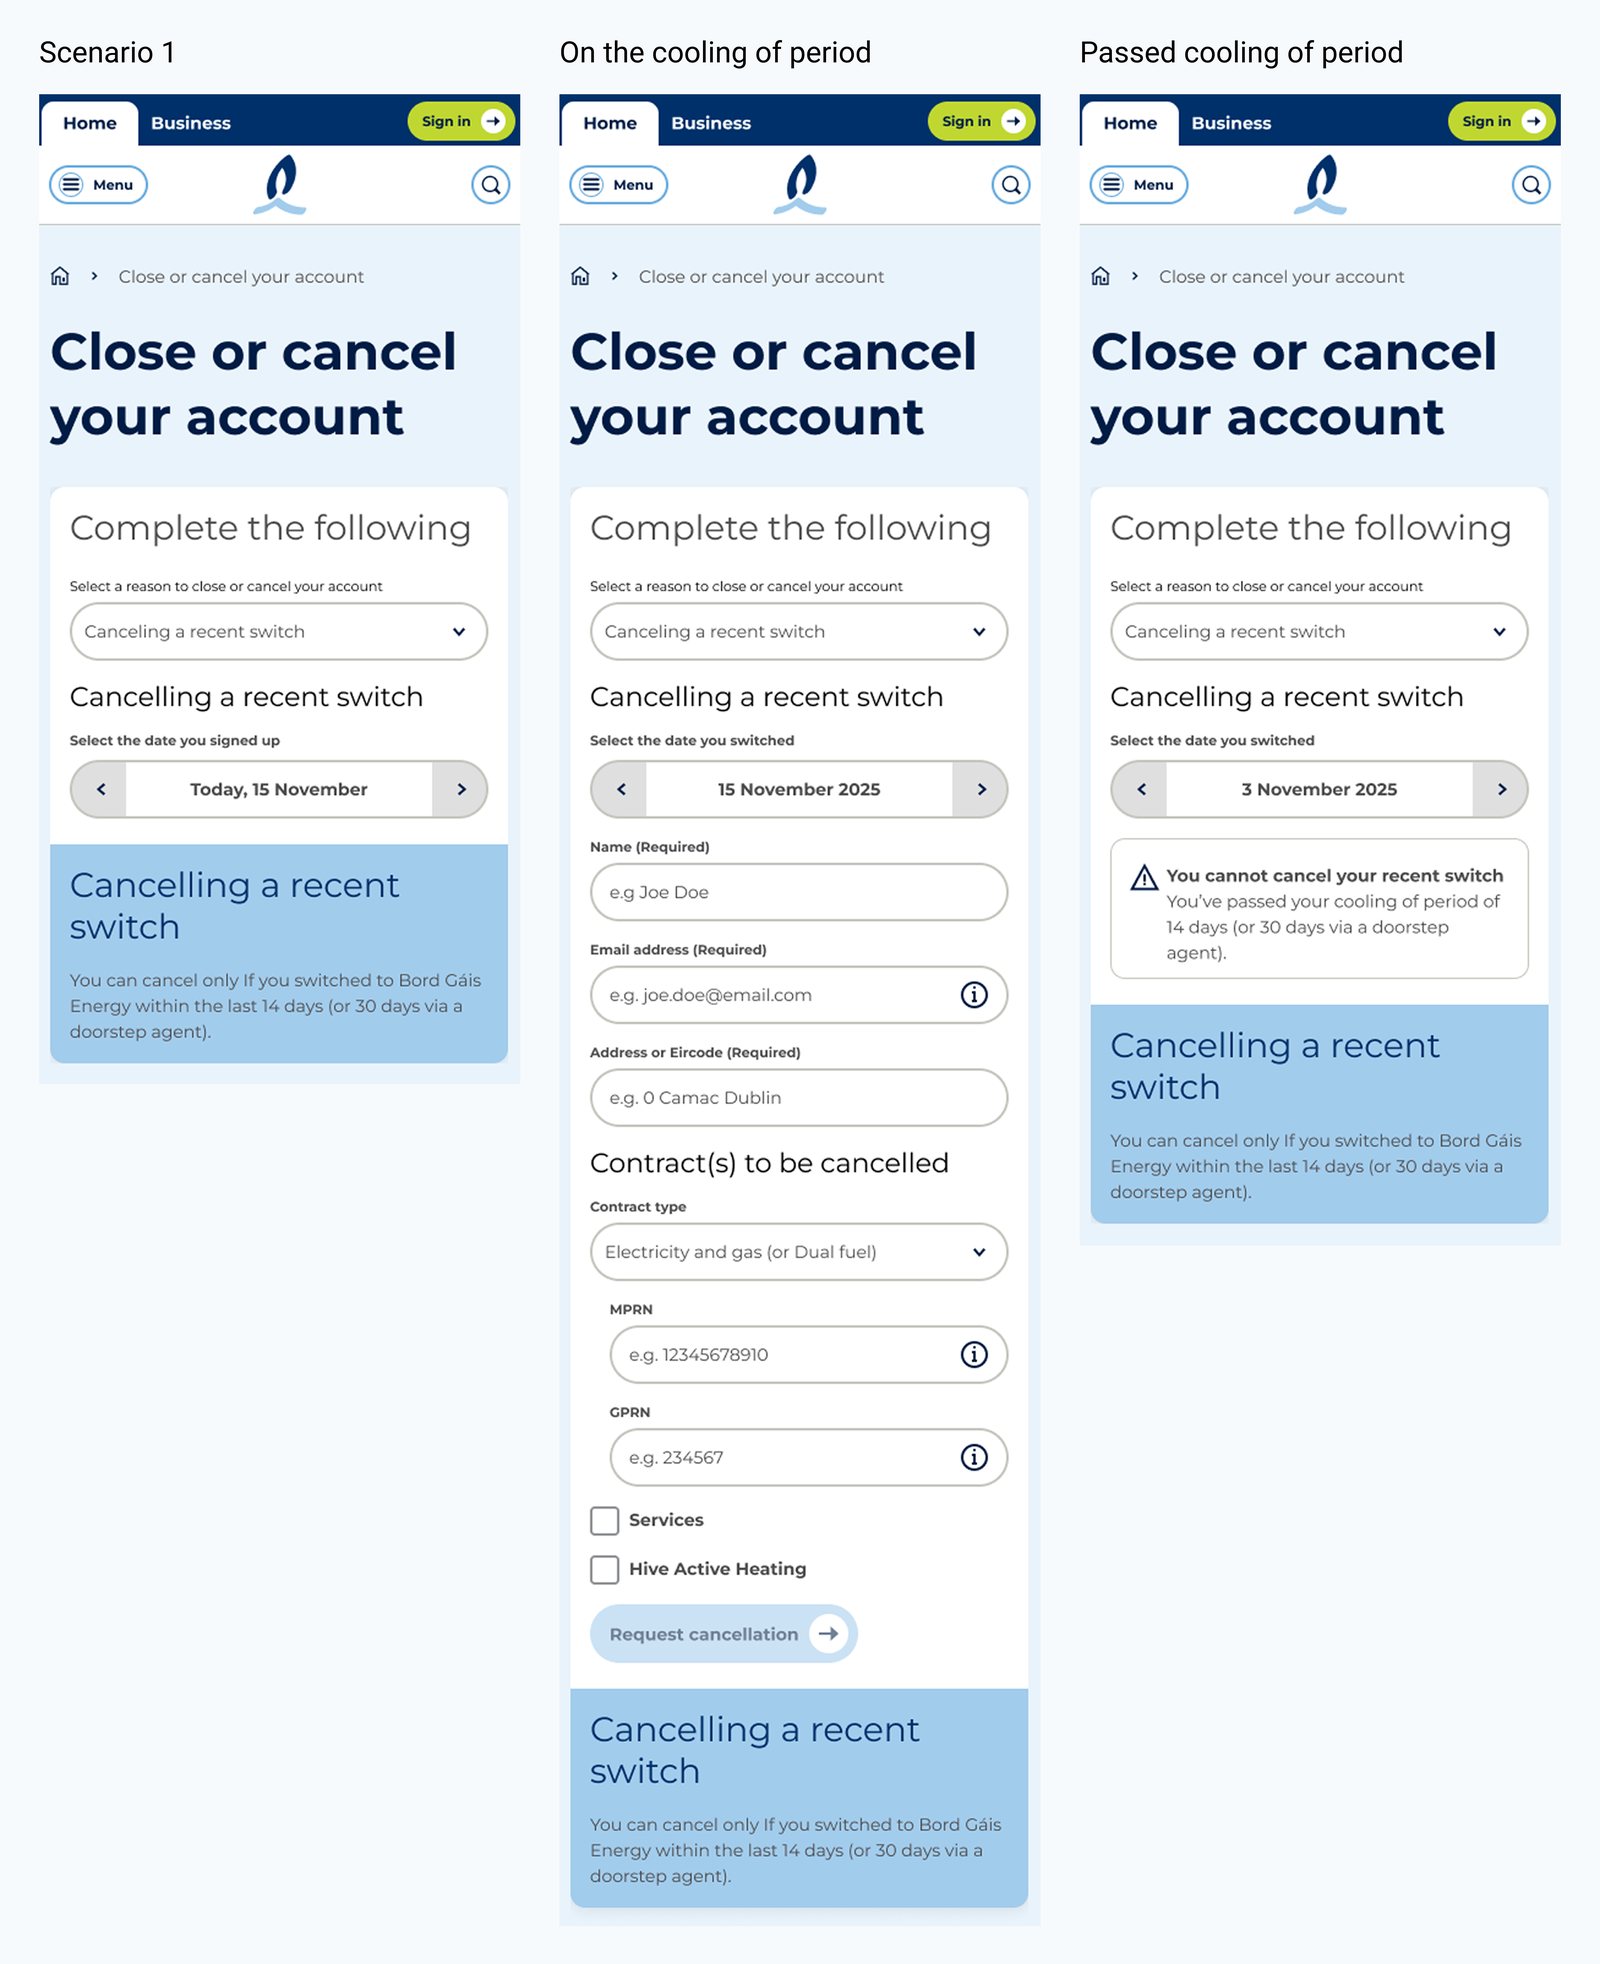 Scenario 1
Home
Business
Sign in
Menu
Close or cancel your account
Close or cancel
your account
Complete the following
Select a reason to close or cancel your account
Canceling a recent switch
Cancelling a recent switch
Select the date you signed up
Today, 15 November
Cancelling a recent
switch
You can cancel only If you switched to Bord Gáis
Energy within the last 14 days (or 30 days via a
doorstep agent).
On the cooling of period
Home
Business
Sign in
Menu
Close or cancel your account
Close or cancel
your account
Complete the following
Select a reason to close or cancel your account
Canceling a recent switch
Cancelling a recent switch
Select the date you switched
15 November 2025
Name (Required)
e.g Joe Doe
Email address (Required)
e.g. joe.doe@email.com
Address or Eircode (Required)
e.g. 0 Camac Dublin
Contract(s) to be cancelled
Contract type
Electricity and gas (or Dual fuel)
MPRN
e.g. 12345678910
GPRN
e.g. 234567
Services
Hive Active Heating
Request cancellation
Cancelling a recent
switch
You can cancel only If you switched to Bord Gáis
Energy within the last 14 days (or 30 days via a
doorstep agent).
Passed cooling of period
Home
Business
Sign in
Menu
Close or cancel your account
Close or cancel
your account
Complete the following
Select a reason to close or cancel your account
Canceling a recent switch
Cancelling a recent switch
Select the date you switched
3 November 2025
You cannot cancel your recent switch
You've passed your cooling of period of
14 days (or 30 days via a doorstep
agent).
Cancelling a recent
switch
You can cancel only If you switched to Bord Gáis
Energy within the last 14 days (or 30 days via a
doorstep agent).